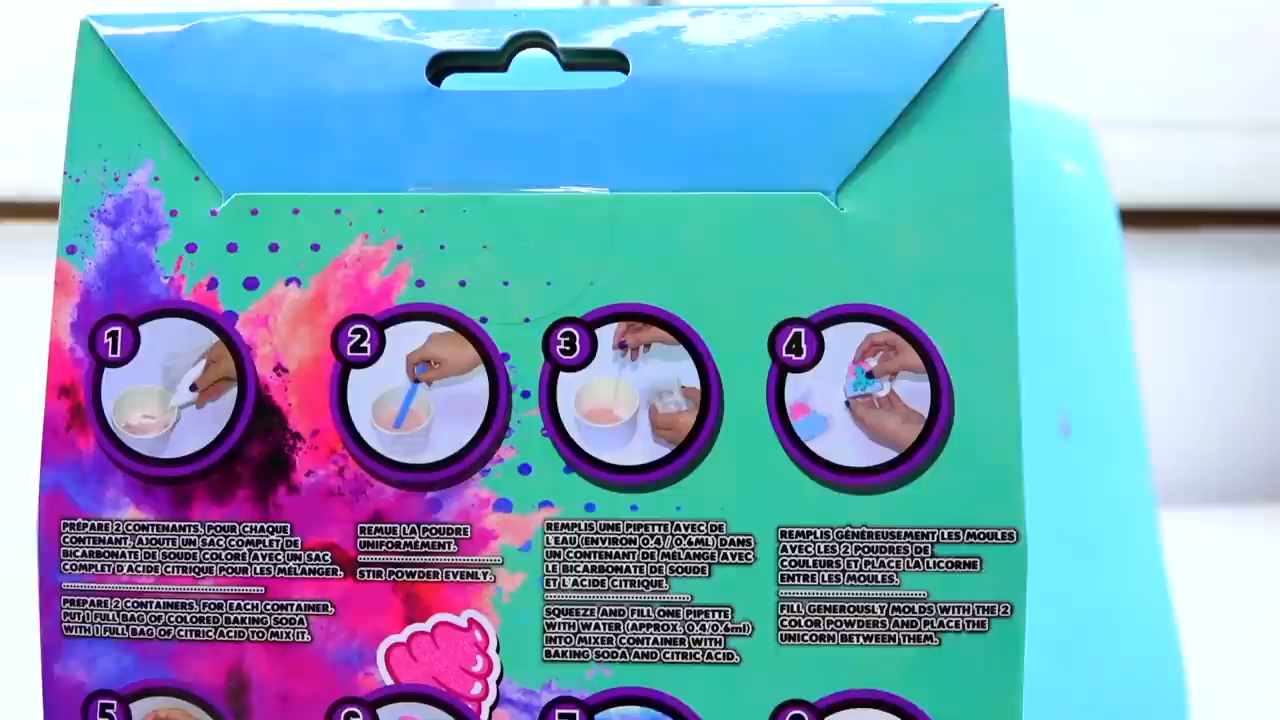 1
2
3
4
PRÉPARE 2 CONTENANTS, POUR CHAQUE
CONTENANT, AJOUTE UN SAC COMPLET DE
BICARBONATE DE SOUDE COLORÉ AVEC UN SAC
COMPLET D'ACIDE CITRIQUE POUR LES MÉLANGER.
PREPARE 2 CONTAINERS, FOR EACH CONTAINER,
PUT 1 FULL BAG OF COLORED BAKING SODA
WITH 1 FULL BAG OF CITRIC ACID TO MIX IT.
REMUE LA POUDRE
UNIFORMÉMENT.
STIR POWDER EVENLY.
REMPLIS UNE PIPETTE AVEC DE
L'EAU (ENVIRON 0.4 / 0.6ML) DANS
UN CONTENANT DE MÉLANGE AVEC
LE BICARBONATE DE SOUDE
ET L'ACIDE CITRIQUE.
SQUEEZE AND FILL ONE PIPETTE
WITH WATER (APPROX. 0.4/0.6ml)
INTO MIXER CONTAINER WITH
BAKING SODA AND CITRIC ACID.
REMPLIS GÉNÉREUSEMENT LES MOULES
AVEC LES 2 POUDRES DE
COULEURS ET PLACE LA LICORNE
ENTRE LES MOULES.
FILL GENEROUSLY MOLDS WITH THE 2
COLOR POWDERS AND PLACE THE
UNICORN BETWEEN THEM.
5
6
7